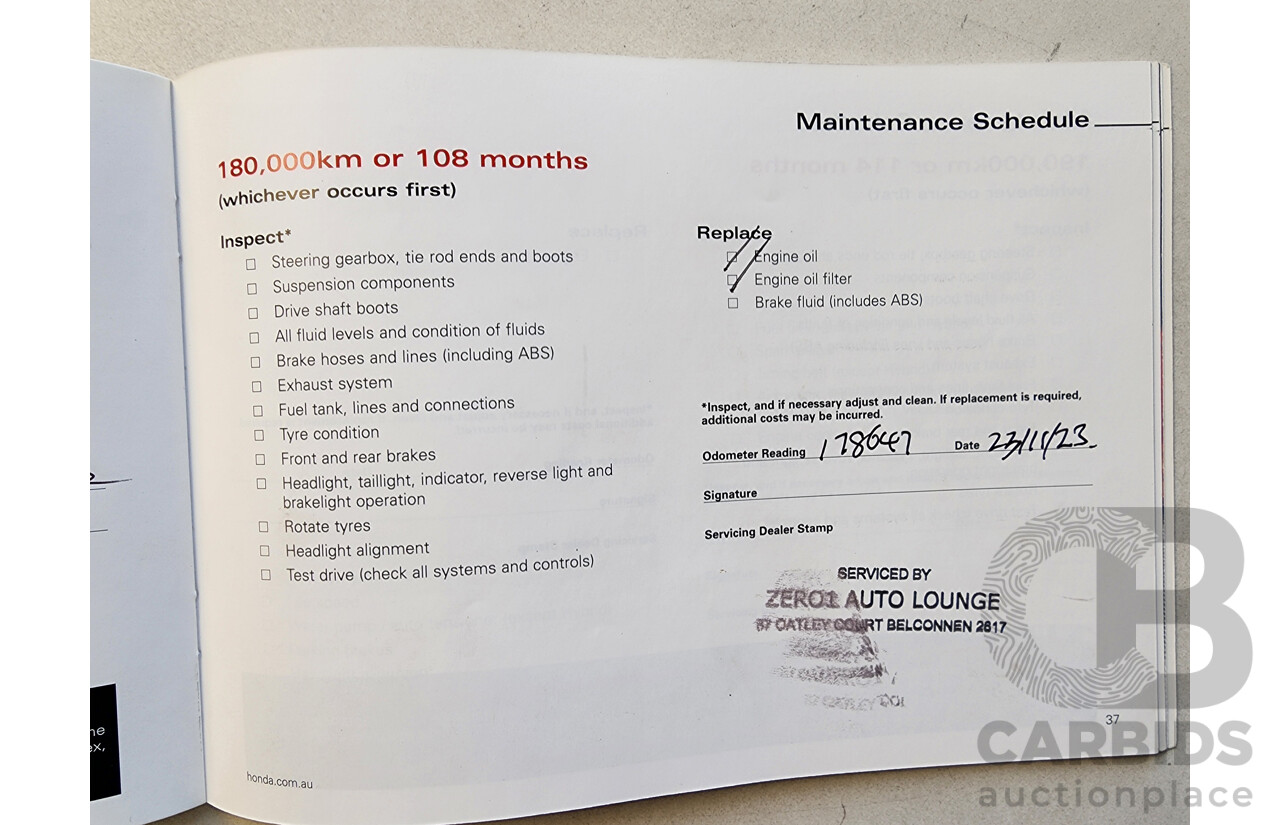 Maintenance Schedule
180,000km or 108 months
(whichever occurs first)
Inspect*
Steering gearbox, tie rod ends and boots
Suspension components
Drive shaft boots
All fluid levels and condition of fluids
Brake hoses and lines (including ABS)
Exhaust system
Fuel tank, lines and connections
Tyre condition
Front and rear brakes
Headlight, taillight, indicator, reverse light and
brakelight operation
Rotate tyres
Headlight alignment
Test drive (check all systems and controls)
Replace
Engine oil
Engine oil filter
Brake fluid (includes ABS)
*Inspect, and if necessary adjust and clean. If replacement is required,
additional costs may be incurred.
Odometer Reading 178647 Date 23/11/23
Signature
Servicing Dealer Stamp
SERVICED BY
ZERO1 AUTO LOUNGE
OATLEY COURT BELCONNEN 2617
37
honda.com.au
CARBIDS
auctionplace